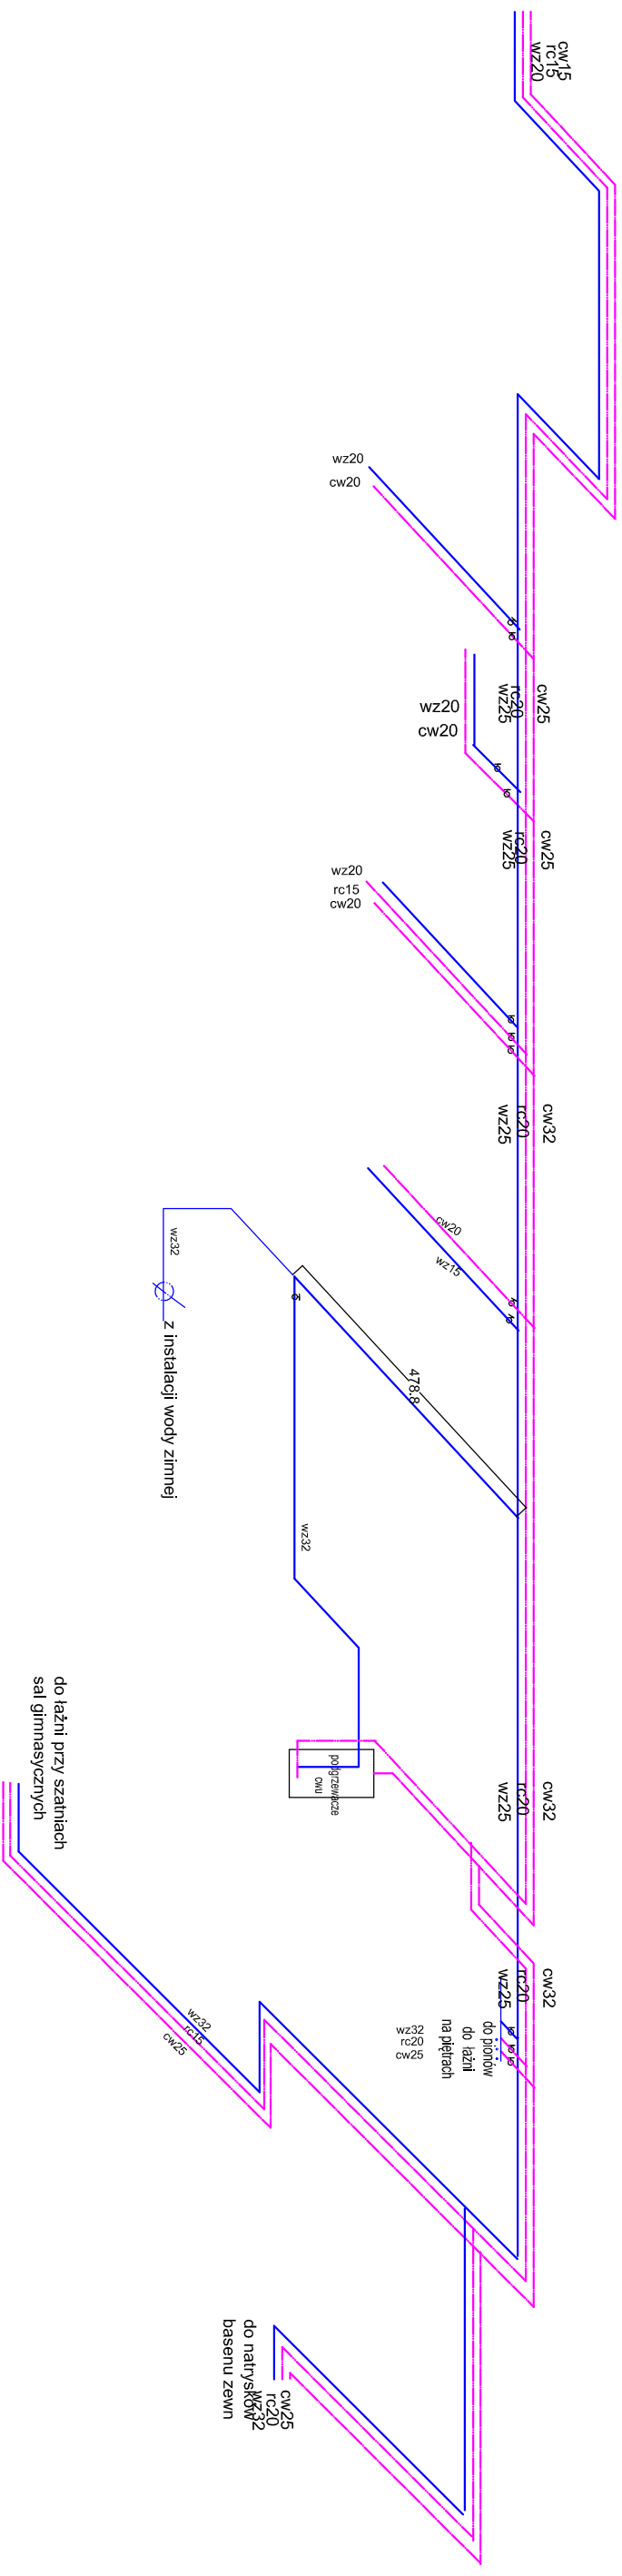 cw15
rc15
wz20
wz20
cw20
cw25
rc20
wz25
wz20
cw20
cw25
rc20
wz25
wz20
rc15
cw20
cw32
rc20
wz25
cw20
wz15
wz32
z instalacji wody zimnej
478.8
wz32
podgrzewacze
cwu
cw32
rc20
wz25
do łaźni przy szatniach
sal gimnasycznych
cw32
rc20
wz25
do pionów
do łaźni
na piętrach
wz32
rc20
cw25
wz32
rc15
cw25
do natrysków
basenu zewn
cw25
rc20
wz32